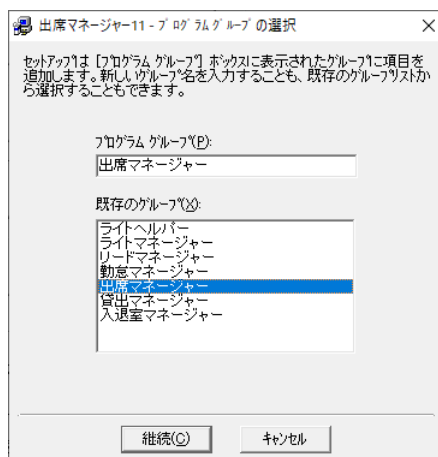 出席マネージャー11 - ﾌﾟﾛｸﾞﾗﾑ ｸﾞﾙｰﾌﾟ の選択
ｾｯﾄｱｯﾌﾟは [ﾌﾟﾛｸﾞﾗﾑ ｸﾞﾙｰﾌﾟ] ﾎﾞｯｸｽに表示されたｸﾞﾙｰﾌﾟに項目を
追加します。新しいｸﾞﾙｰﾌﾟ名を入力することも、既存のｸﾞﾙｰﾌﾟﾘｽﾄか
ら選択することもできます。
ﾌﾟﾛｸﾞﾗﾑ ｸﾞﾙｰﾌﾟ(P):
出席マネージャー
既存のｸﾞﾙｰﾌﾟ(X):
ライトヘルパー
ライトマネージャー
リードマネージャー
勤怠マネージャー
出席マネージャー
貸出マネージャー
入退室マネージャー
継続(C)
ｷｬﾝｾﾙ